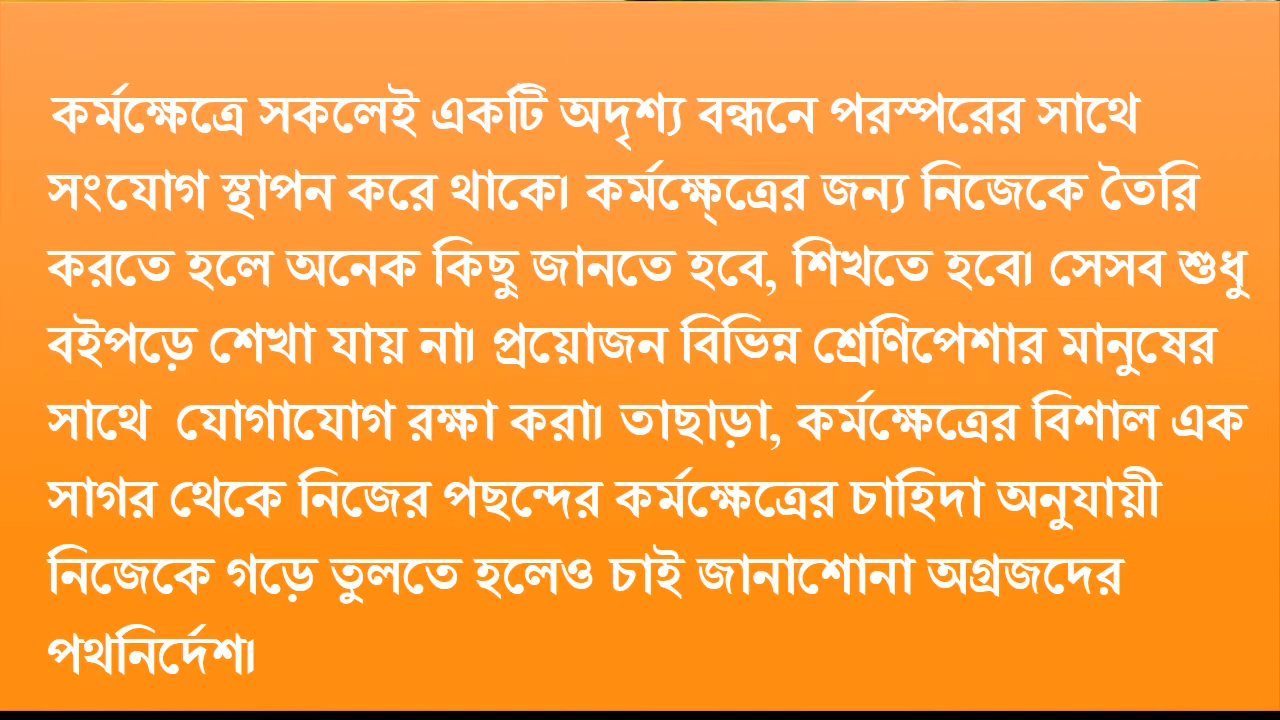 কর্মক্ষেত্রে সকলেই একটি অদৃশ্য বন্ধনে পরস্পরের সাথে
সংযোগ স্থাপন করে থাকে। কর্মক্ষে্ত্রের জন্য নিজেকে তৈরি
করতে হলে অনেক কিছু জানতে হবে, শিখতে হবে। সেসব শুধু
বইপড়ে শেখা যায় না। প্রয়োজন বিভিন্ন শ্রেণিপেশার মানুষের
সাথে যোগাযোগ রক্ষা করা। তাছাড়া, কর্মক্ষেত্রের বিশাল এক
সাগর থেকে নিজের পছন্দের কর্মক্ষেত্রের চাহিদা অনুযায়ী
নিজেকে গড়ে তুলতে হলেও চাই জানাশোনা অগ্রজদের
পথনির্দেশ।